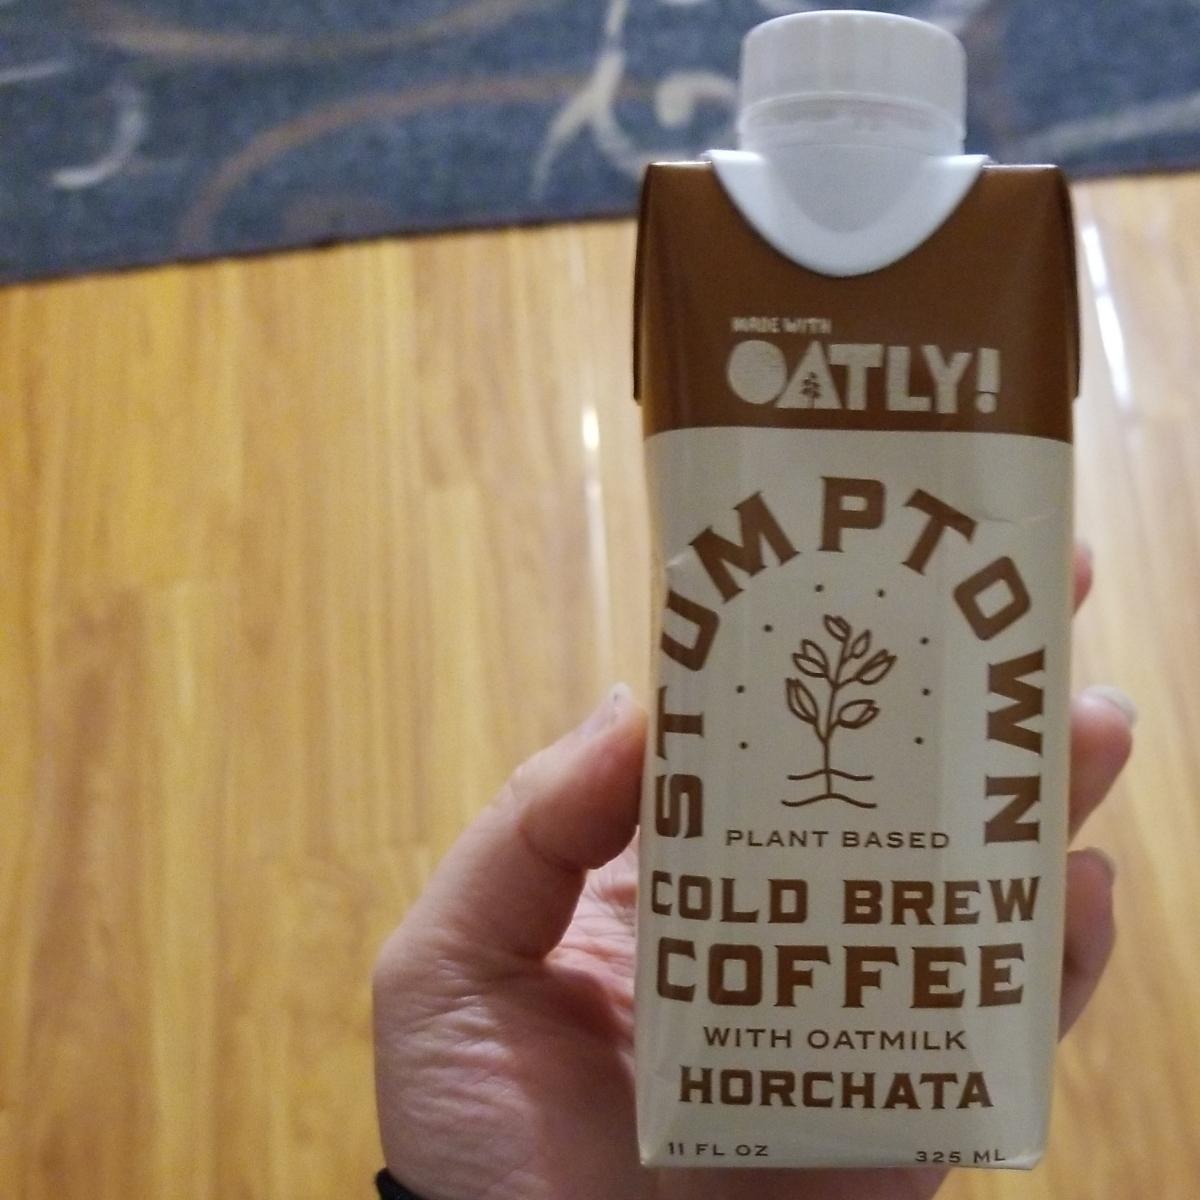 MADE WITH
OATLY!
STUMPTOWN
PLANT BASED
COLD BREW
COFFEE
WITH OATMILK
HORCHATA
11 FL OZ 325 ML